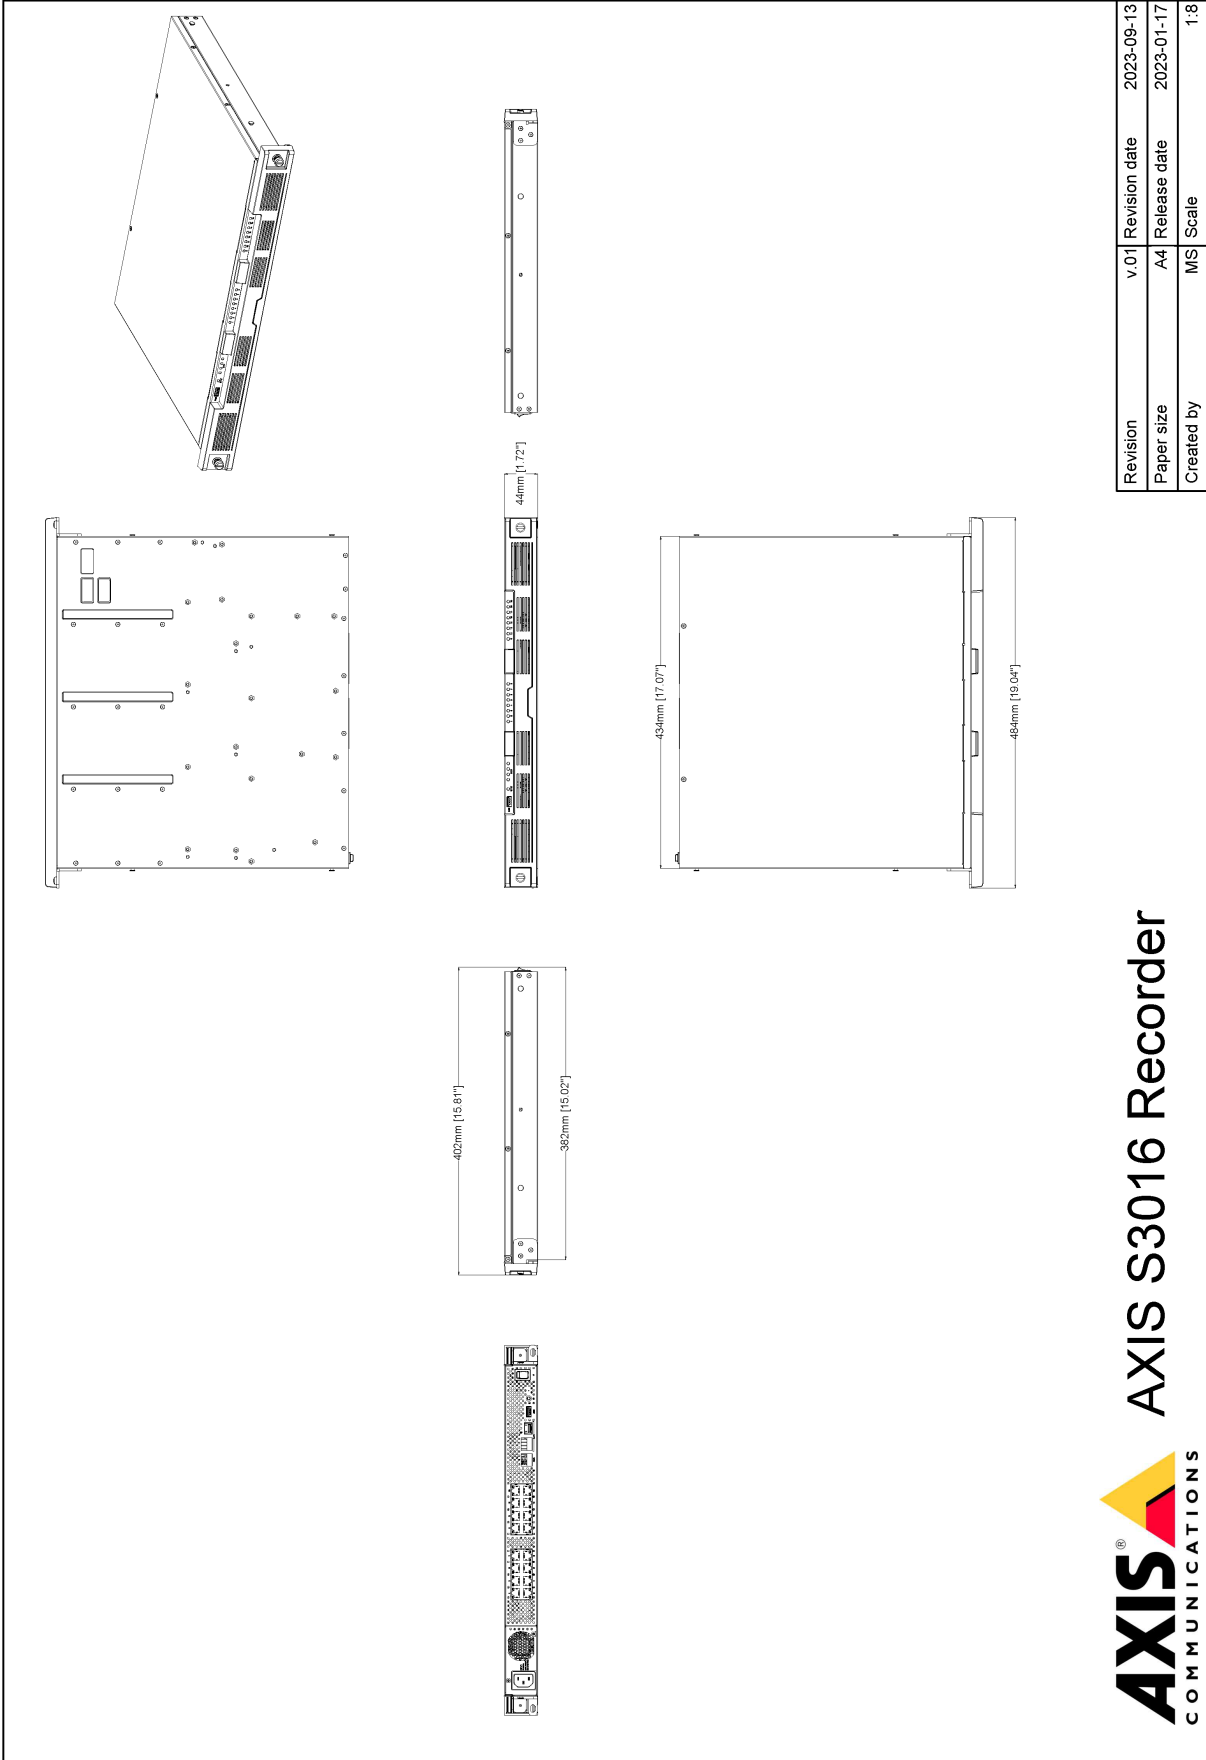 44mm [1.72"]
402mm [15.81"]
382mm [15.02"]
434mm [17.07"]
484mm [19.04"]
AXIS®
COMMUNICATIONS
AXIS S3016 Recorder
Revision v.01 Revision date 2023-09-13
Paper size A4 Release date 2023-01-17
Created by MS Scale 1:8